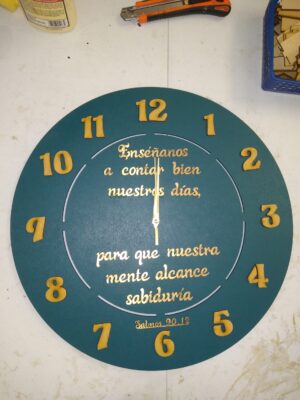 12
11
1
10
2
9
3
8
4
7
5
6
Enséñanos
a contar bien
nuestros días,
para que nuestra
mente alcance
sabiduría
Salmos 90.12